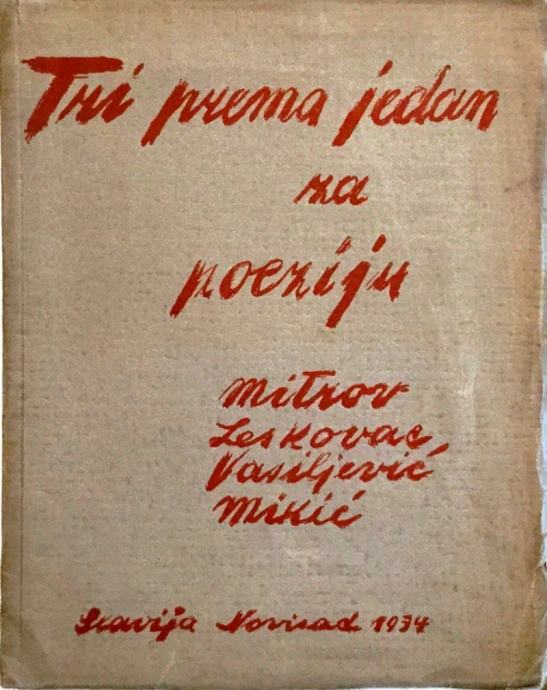 Tri prema jedan
za
poeziju
Mitrov
Leskovac,
Vasiljević
Mikić
Slavija Novisad 1934